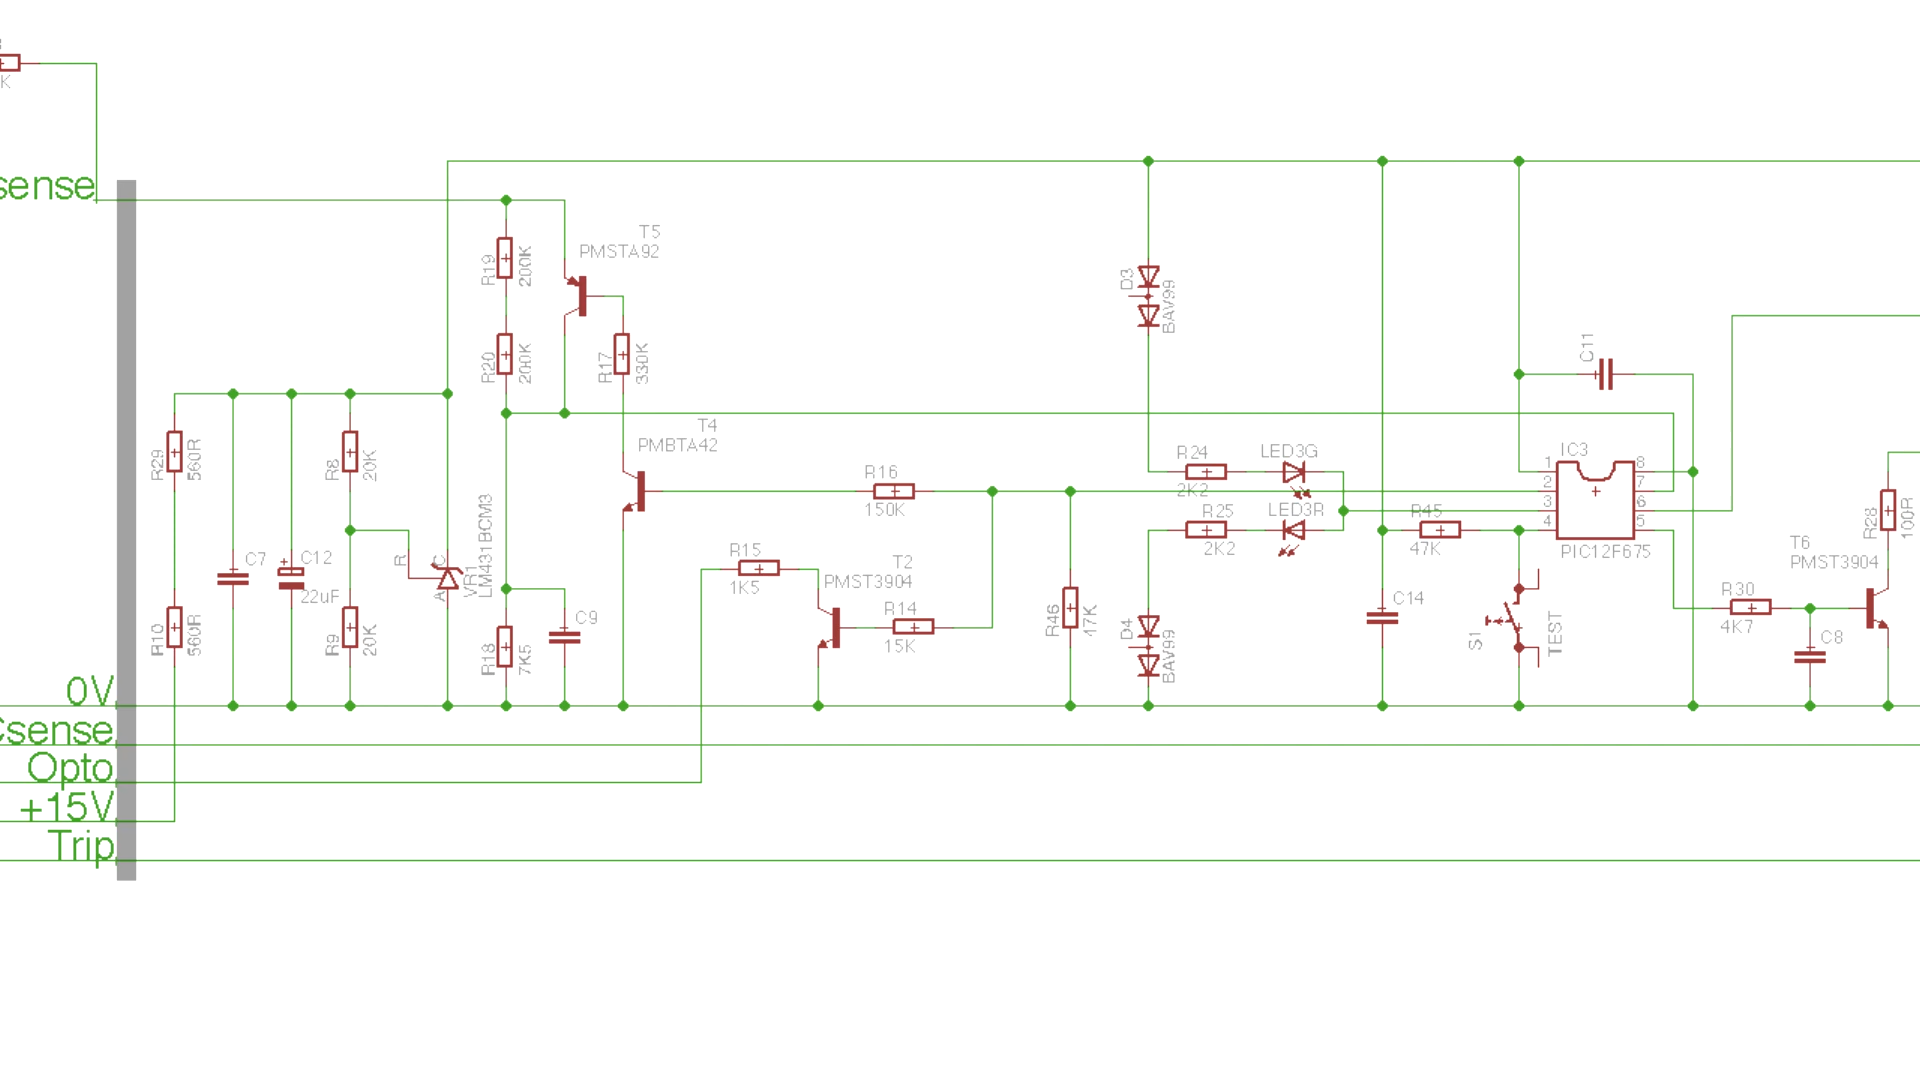 K
sense
T5
PMSTA92
R19
200K
D3
BAV99
R20
200K
R17
330K
C11
T4
PMBTA42
R29
560R
R8
20K
R16
150K
R24
2K2
LED3G
IC3
1
2
3
4
8
7
6
5
PIC12F675
R25
2K2
LED3R
R45
47K
R28
100R
T6
PMST3904
C7
C12
22uF
R
C
A
VR1
LM431BCM3
R15
1K5
T2
PMST3904
R14
15K
R10
560R
R9
20K
R18
7K5
C9
R46
47K
D4
BAV99
C14
S1
TEST
R30
4K7
C8
0V
Csense
Opto
+15V
Trip